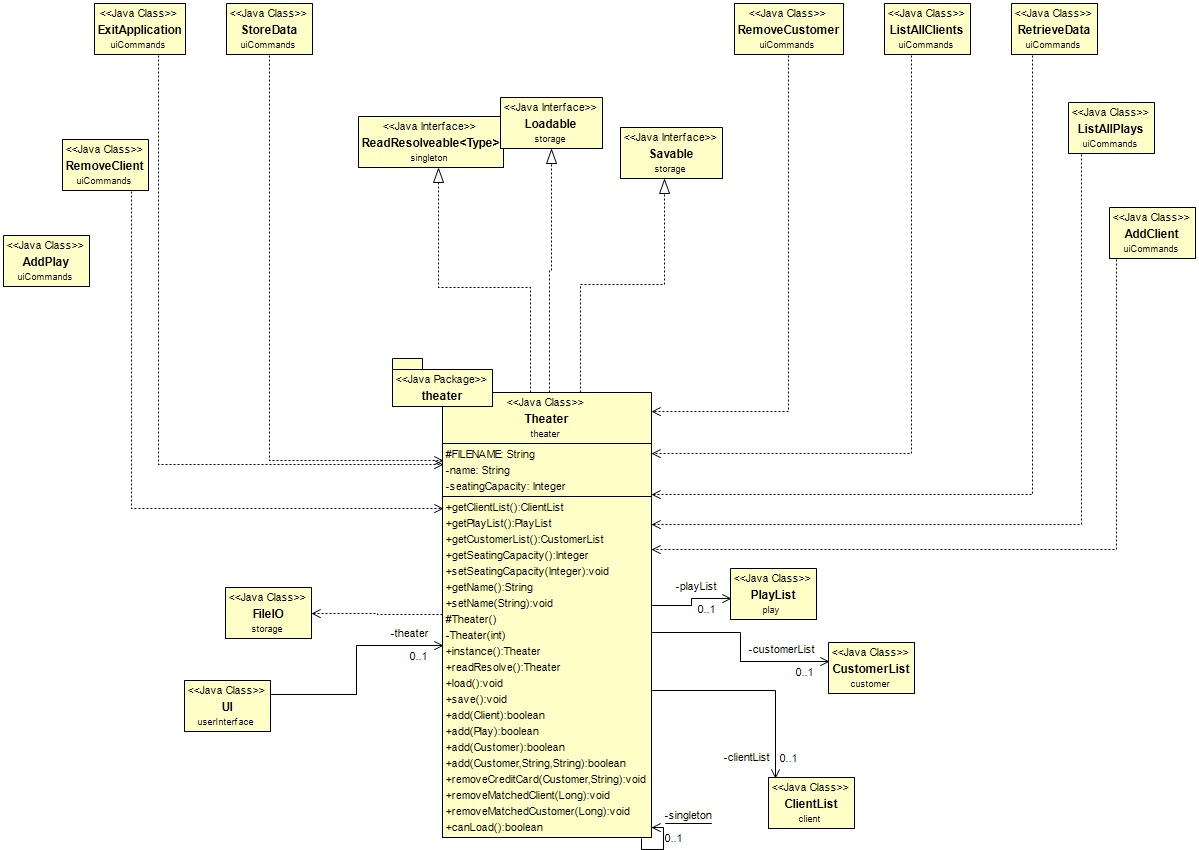 <<Java Class>>
ExitApplication
uiCommands
<<Java Class>>
StoreData
uiCommands
<<Java Class>>
RemoveCustomer
uiCommands
<<Java Class>>
ListAllClients
uiCommands
<<Java Class>>
RetrieveData
uiCommands
<<Java Interface>>
ReadResolveable<Type>
singleton
<<Java Interface>>
Loadable
storage
<<Java Interface>>
Savable
storage
<<Java Class>>
ListAllPlays
uiCommands
<<Java Class>>
RemoveClient
uiCommands
<<Java Class>>
AddClient
uiCommands
<<Java Class>>
AddPlay
uiCommands
<<Java Package>>
theater
<<Java Class>>
Theater
theater
#FILENAME: String
-name: String
-seatingCapacity: Integer
+getClientList():ClientList
+getPlayList():PlayList
+getCustomerList():CustomerList
+getSeatingCapacity():Integer
+setSeatingCapacity(Integer):void
+getName():String
+setName(String):void
#Theater()
-Theater(int)
+instance():Theater
+readResolve():Theater
+load():void
+save():void
+add(Client):boolean
+add(Play):boolean
+add(Customer):boolean
+add(Customer,String,String):boolean
+removeCreditCard(Customer,String):void
+removeMatchedClient(Long):void
+removeMatchedCustomer(Long):void
+canLoad():boolean
<<Java Class>>
FileIO
storage
-theater
0..1
<<Java Class>>
UI
userInterface
-playList
0..1
<<Java Class>>
PlayList
play
-customerList
0..1
<<Java Class>>
CustomerList
customer
-clientList
0..1
<<Java Class>>
ClientList
client
-singleton
0..1